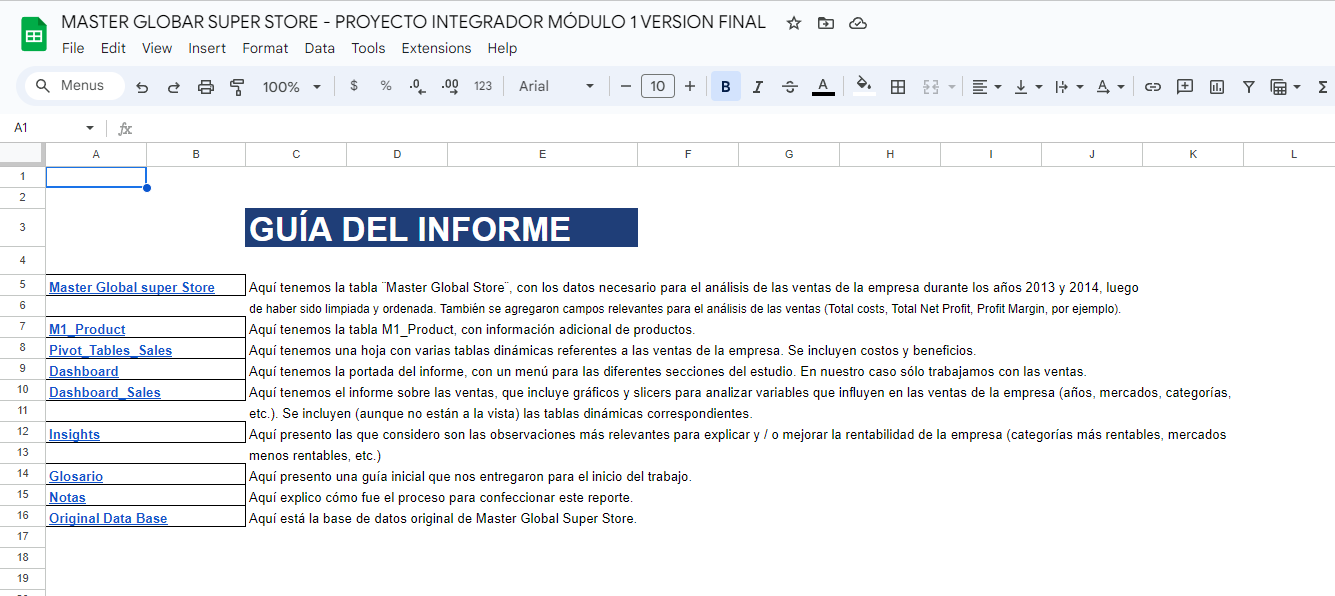 MASTER GLOBAR SUPER STORE - PROYECTO INTEGRADOR MÓDULO 1 VERSION FINAL
File Edit View Insert Format Data Tools Extensions Help
Menus 100% $ % .0 .00 123 Arial 10 B I A A Σ
A1 fx
A B C D E F G H I J K L
1
2
3 GUÍA DEL INFORME
4
5 Master Global super Store Aquí tenemos la tabla ¨Master Global Store¨, con los datos necesario para el análisis de las ventas de la empresa durante los años 2013 y 2014, luego
6 de haber sido limpiada y ordenada. También se agregaron campos relevantes para el análisis de las ventas (Total costs, Total Net Profit, Profit Margin, por ejemplo).
7 M1_Product Aquí tenemos la tabla M1_Product, con información adicional de productos.
8 Pivot_Tables_Sales Aquí tenemos una hoja con varias tablas dinámicas referentes a las ventas de la empresa. Se incluyen costos y beneficios.
9 Dashboard Aquí tenemos la portada del informe, con un menú para las diferentes secciones del estudio. En nuestro caso sólo trabajamos con las ventas.
10 Dashboard_Sales Aquí tenemos el informe sobre las ventas, que incluye gráficos y slicers para analizar variables que influyen en las ventas de la empresa (años, mercados, categorías,
11 etc.). Se incluyen (aunque no están a la vista) las tablas dinámicas correspondientes.
12 Insights Aquí presento las que considero son las observaciones más relevantes para explicar y / o mejorar la rentabilidad de la empresa (categorías más rentables, mercados
13 menos rentables, etc.)
14 Glosario Aquí presento una guía inicial que nos entregaron para el inicio del trabajo.
15 Notas Aquí explico cómo fue el proceso para confeccionar este reporte.
16 Original Data Base Aquí está la base de datos original de Master Global Super Store.
17
18
19